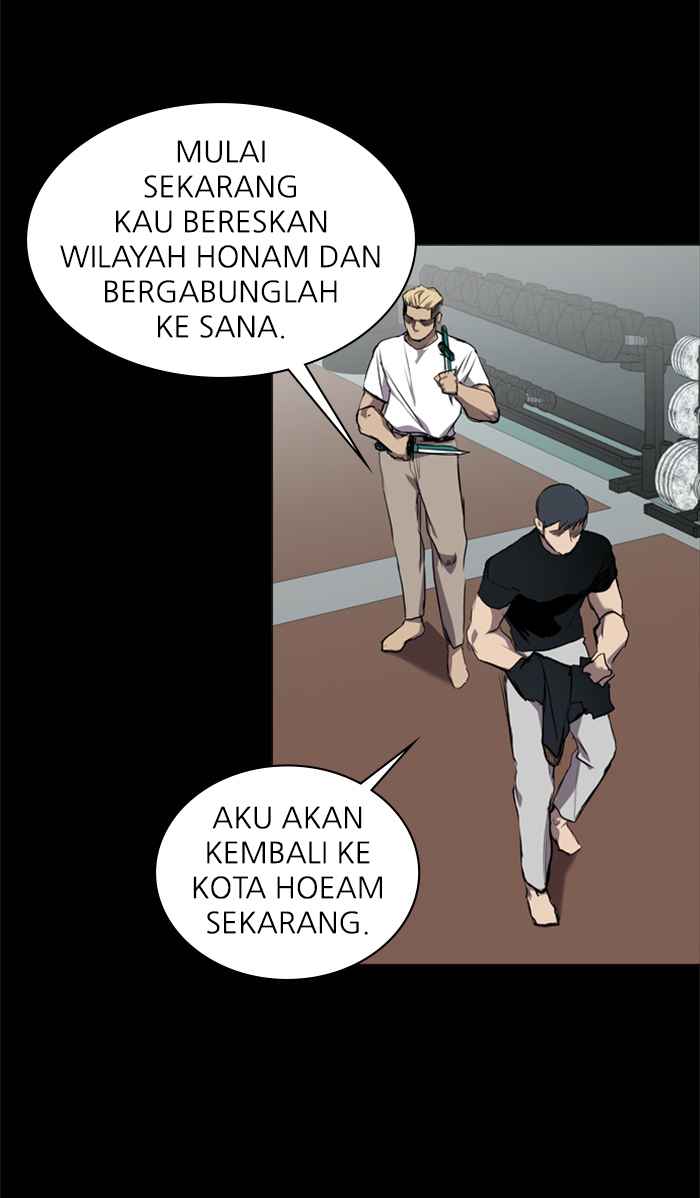 MULAI
SEKARANG
KAU BERESKAN
WILAYAH HONAM DAN
BERGABUNGLAH
KE SANA.
AKU AKAN
KEMBALI KE
KOTA HOEAM
SEKARANG.